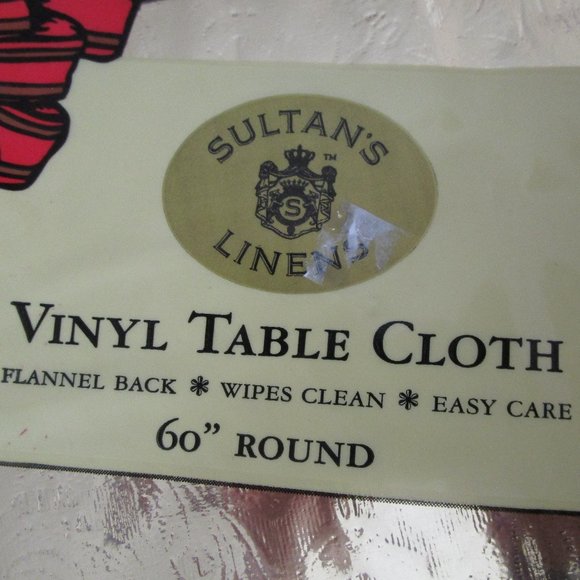 SULTAN'S
™
S
LINENS
VINYL TABLE CLOTH
FLANNEL BACK ❃ WIPES CLEAN ❃ EASY CARE
60” ROUND